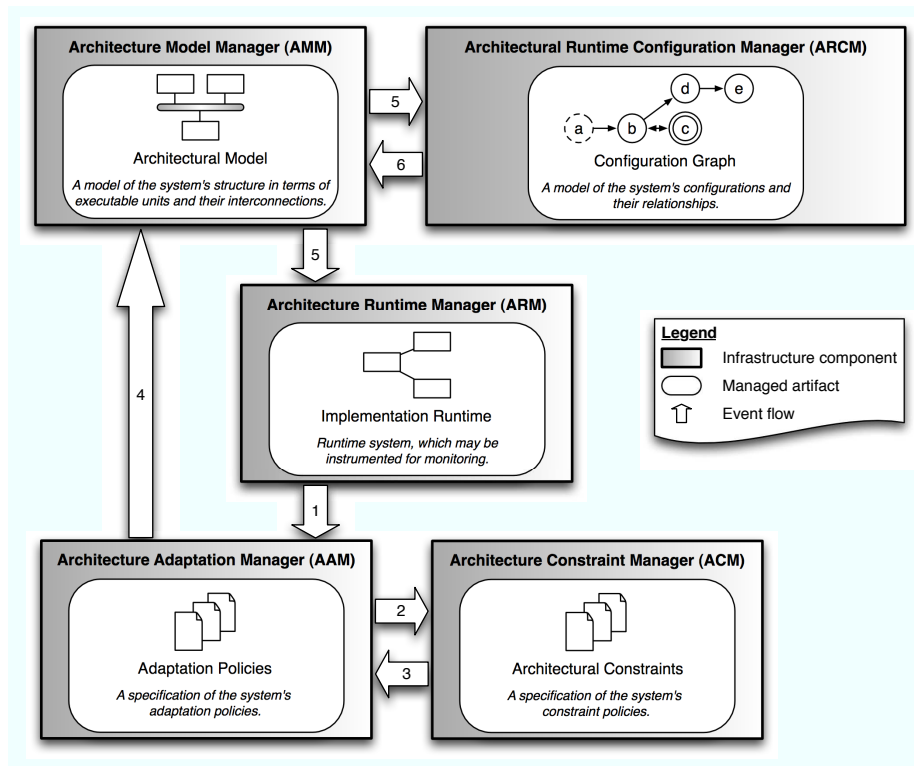 Architecture Model Manager (AMM)
Architectural Model
A model of the system's structure in terms of
executable units and their interconnections.
5
6
Architectural Runtime Configuration Manager (ARCM)
d
e
a
b
c
Configuration Graph
A model of the system's configurations and
their relationships.
5
Architecture Runtime Manager (ARM)
Implementation Runtime
Runtime system, which may be
instrumented for monitoring.
Legend
Infrastructure component
Managed artifact
Event flow
4
1
Architecture Adaptation Manager (AAM)
Adaptation Policies
A specification of the system's
adaptation policies.
2
3
Architecture Constraint Manager (ACM)
Architectural Constraints
A specification of the system's
constraint policies.